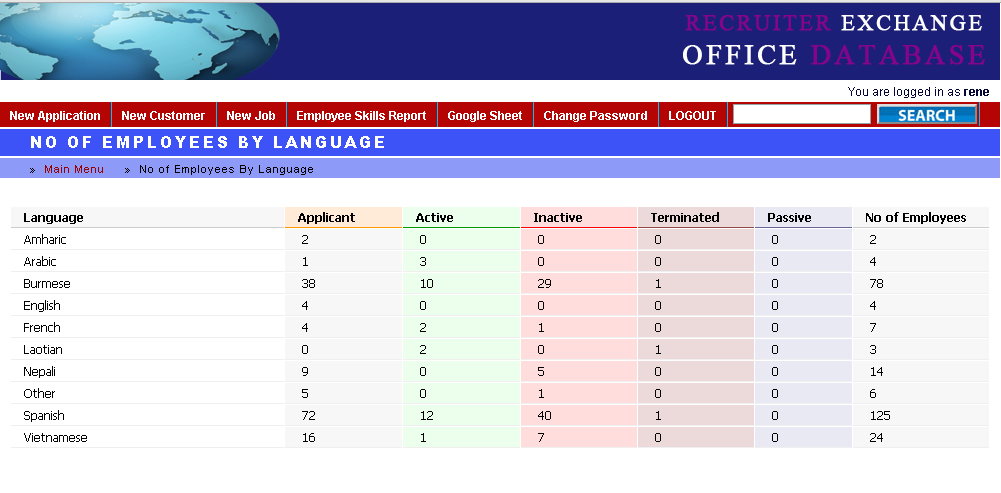 RECRUITER EXCHANGE
OFFICE DATABASE
You are logged in as rene
New Application New Customer New Job Employee Skills Report Google Sheet Change Password LOGOUT SEARCH
NO OF EMPLOYEES BY LANGUAGE
» Main Menu » No of Employees By Language
Language Applicant Active Inactive Terminated Passive No of Employees
Amharic 2 0 0 0 0 2
Arabic 1 3 0 0 0 4
Burmese 38 10 29 1 0 78
English 4 0 0 0 0 4
French 4 2 1 0 0 7
Laotian 0 2 0 1 0 3
Nepali 9 0 5 0 0 14
Other 5 0 1 0 0 6
Spanish 72 12 40 1 0 125
Vietnamese 16 1 7 0 0 24